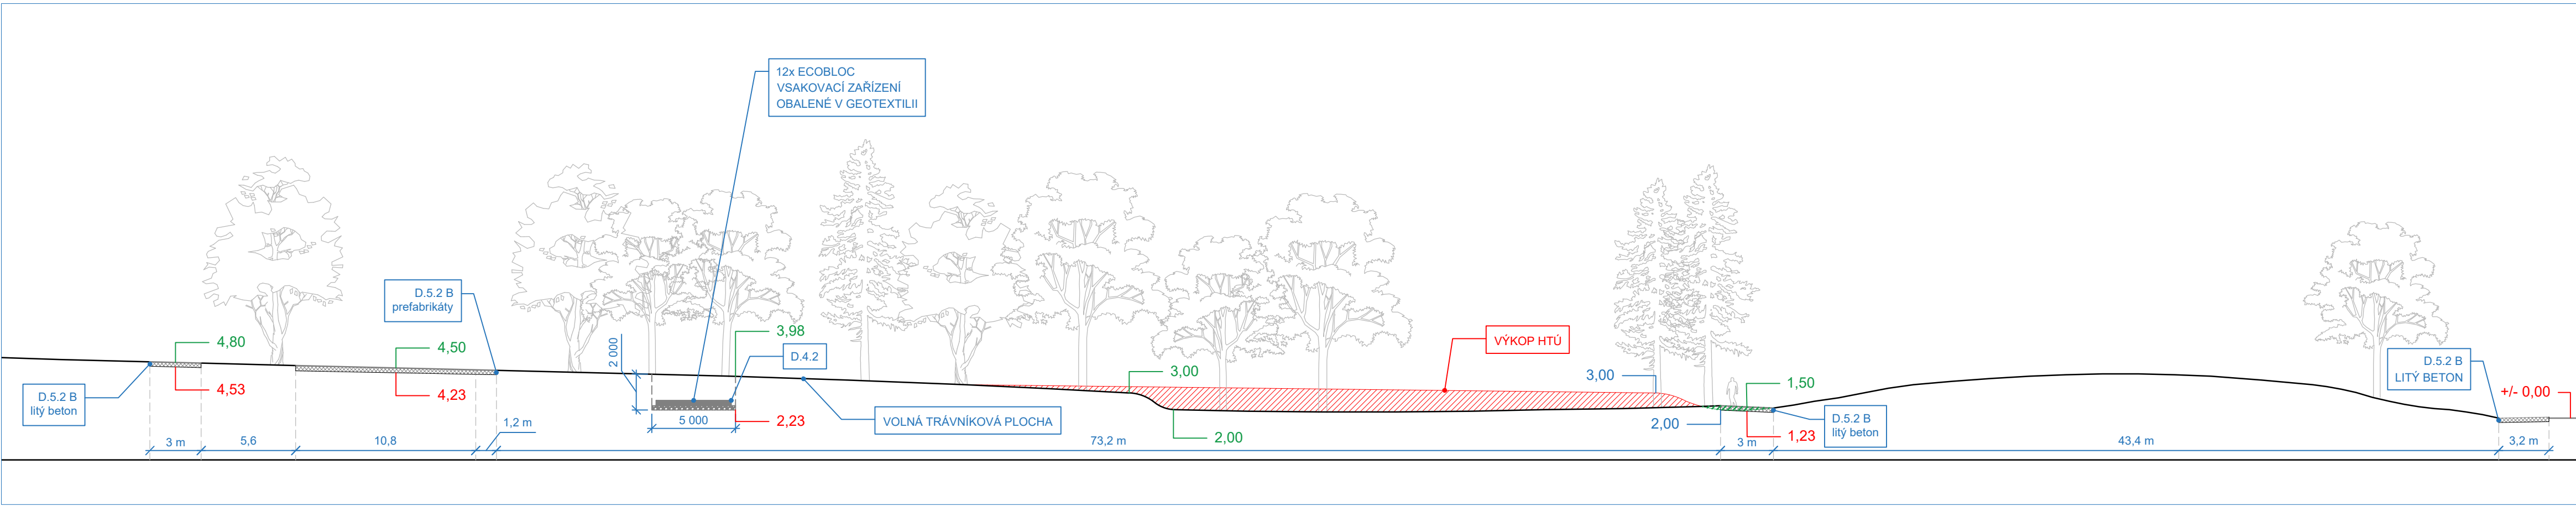 12x ECOBLOC
VSAKOVACÍ ZAŘÍZENÍ
OBALENÉ V GEOTEXTILII
D.5.2 B
prefabrikáty
4,80
4,50
3,98
2 000
D.4.2
VÝKOP HTÚ
3,00
3,00
1,50
D.5.2 B
LITÝ BETON
+/- 0,00
D.5.2 B
litý beton
4,53
4,23
5 000
2,23
VOLNÁ TRÁVNÍKOVÁ PLOCHA
2,00
2,00
1,23
D.5.2 B
litý beton
3 m
5,6
10,8
1,2 m
73,2 m
3 m
43,4 m
3,2 m